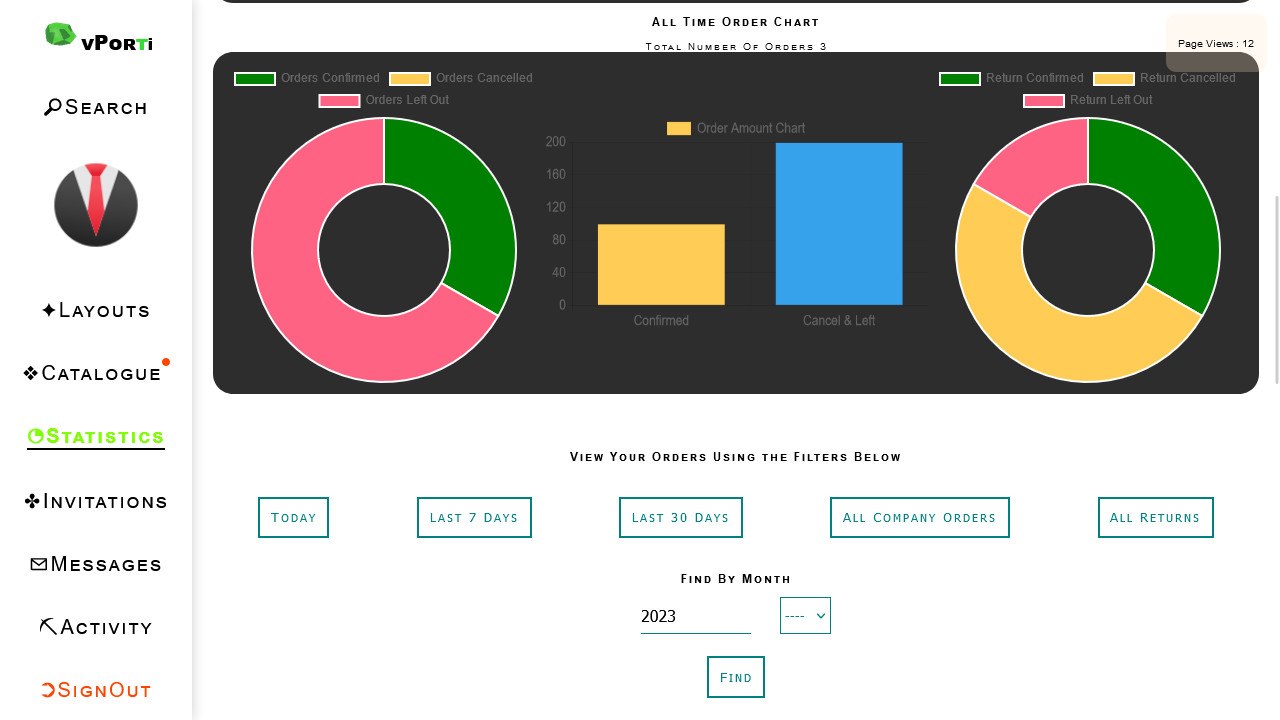 vPorti
Search
Layouts
Catalogue
Statistics
Invitations
Messages
Activity
SignOut
All Time Order Chart
Total Number Of Orders 3
Page Views : 12
Orders Confirmed
Orders Cancelled
Orders Left Out
Order Amount Chart
200
160
120
80
40
0
Confirmed
Cancel & Left
Return Confirmed
Return Cancelled
Return Left Out
View Your Orders Using the Filters Below
Today
Last 7 Days
Last 30 Days
All Company Orders
All Returns
Find By Month
2023
----
Find